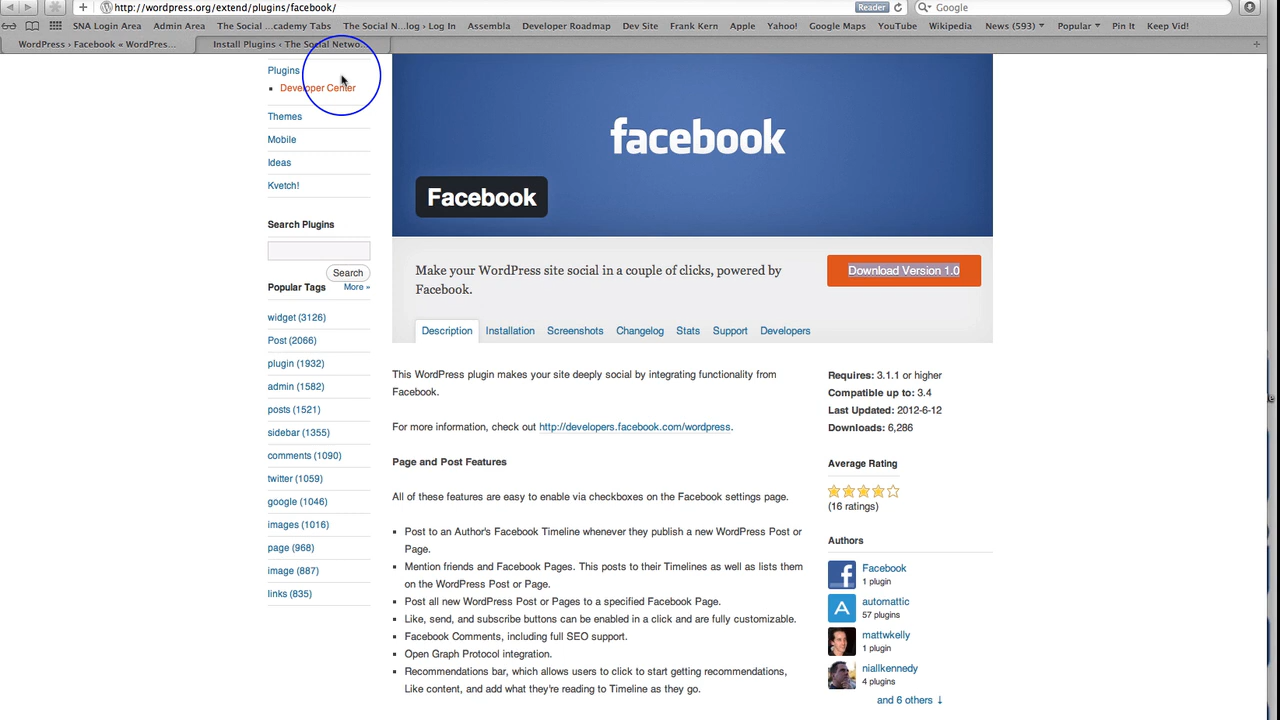 http://wordpress.org/extend/plugins/facebook/
Reader
Google
SNA Login Area Admin Area The Social ...cademy Tabs The Social N...log › Log In Assembla Developer Roadmap Dev Site Frank Kern Apple Yahoo! Google Maps YouTube Wikipedia News (593) Popular Pin It Keep Vid!
WordPress › Facebook « WordPres... Install Plugins ‹ The Social Netwo...
Plugins
Developer Center
Themes
Mobile
Ideas
Kvetch!
Search Plugins
Search
Popular Tags More »
widget (3126)
Post (2066)
plugin (1932)
admin (1582)
posts (1521)
sidebar (1355)
comments (1090)
twitter (1059)
google (1046)
images (1016)
page (968)
image (887)
links (835)
facebook
Facebook
Make your WordPress site social in a couple of clicks, powered by
Facebook.
Download Version 1.0
Description Installation Screenshots Changelog Stats Support Developers
This WordPress plugin makes your site deeply social by integrating functionality from
Facebook.
For more information, check out http://developers.facebook.com/wordpress.
Page and Post Features
All of these features are easy to enable via checkboxes on the Facebook settings page.
Post to an Author's Facebook Timeline whenever they publish a new WordPress Post or
Page.
Mention friends and Facebook Pages. This posts to their Timelines as well as lists them
on the WordPress Post or Page.
Post all new WordPress Post or Pages to a specified Facebook Page.
Like, send, and subscribe buttons can be enabled in a click and are fully customizable.
Facebook Comments, including full SEO support.
Open Graph Protocol integration.
Recommendations bar, which allows users to click to start getting recommendations,
Like content, and add what they're reading to Timeline as they go.
Requires: 3.1.1 or higher
Compatible up to: 3.4
Last Updated: 2012-6-12
Downloads: 6,286
Average Rating
(16 ratings)
Authors
Facebook
1 plugin
automattic
57 plugins
mattwkelly
1 plugin
niallkennedy
4 plugins
and 6 others ↓